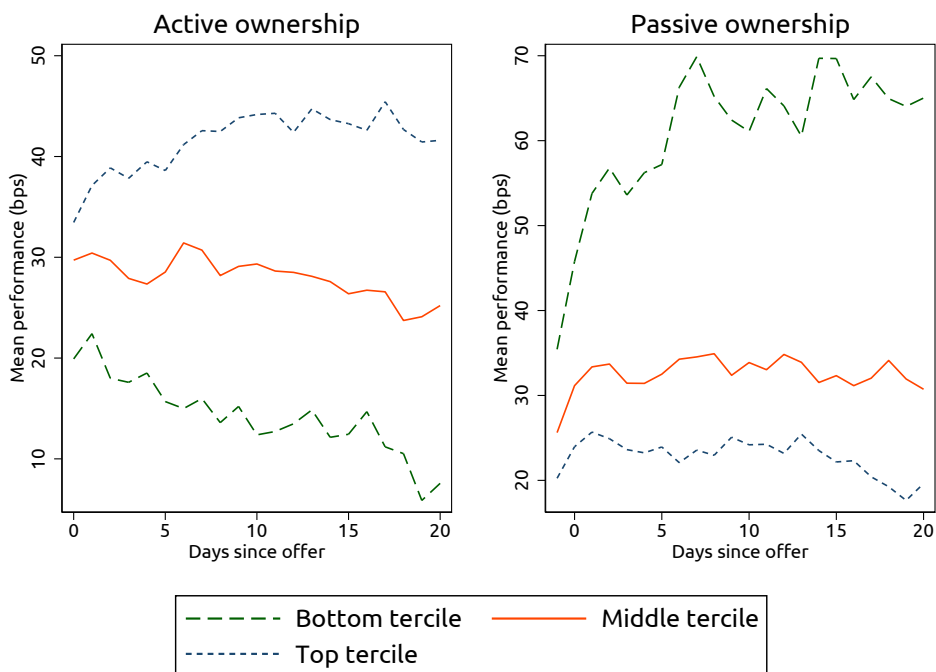 Active ownership
Passive ownership
Mean performance (bps)
50
40
30
20
10
0 5 10 15 20
Days since offer
Mean performance (bps)
70
60
50
40
30
20
0 5 10 15 20
Days since offer
Bottom tercile
Middle tercile
Top tercile